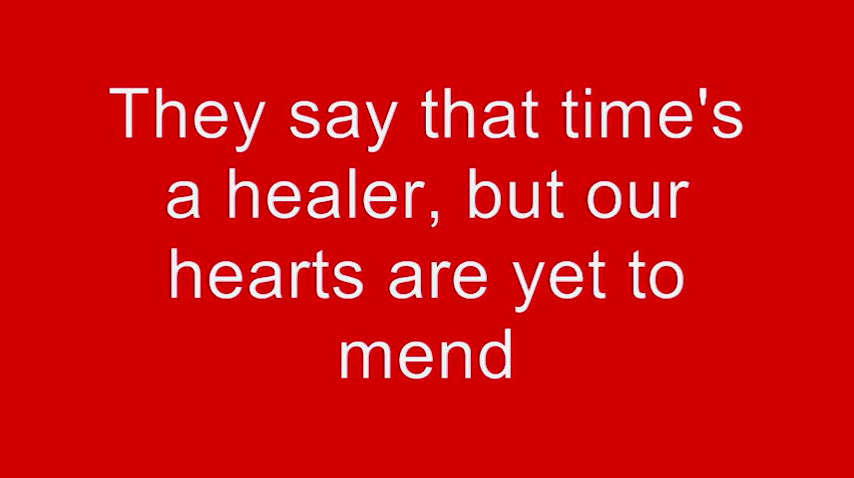 They say that time's
a healer, but our
hearts are yet to
mend